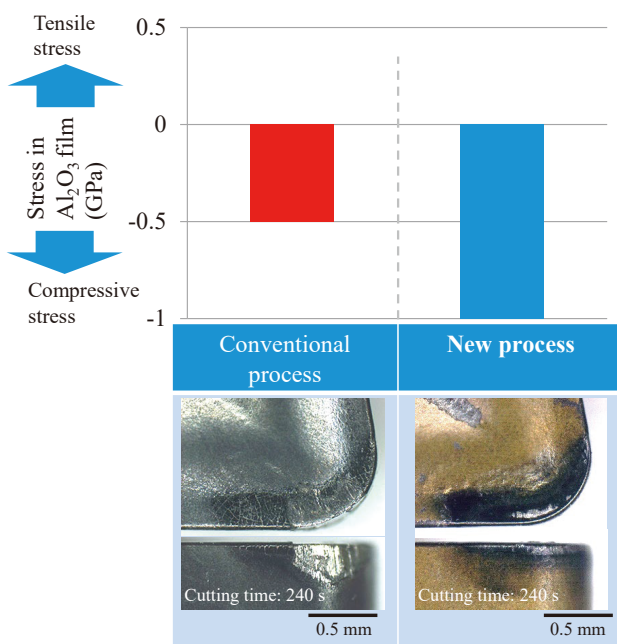 Tensile
stress
0.5
0
-0.5
-1
Stress in
Al₂O₃ film
(GPa)
Compressive
stress
Conventional
process
New process
Cutting time: 240 s
Cutting time: 240 s
0.5 mm
0.5 mm